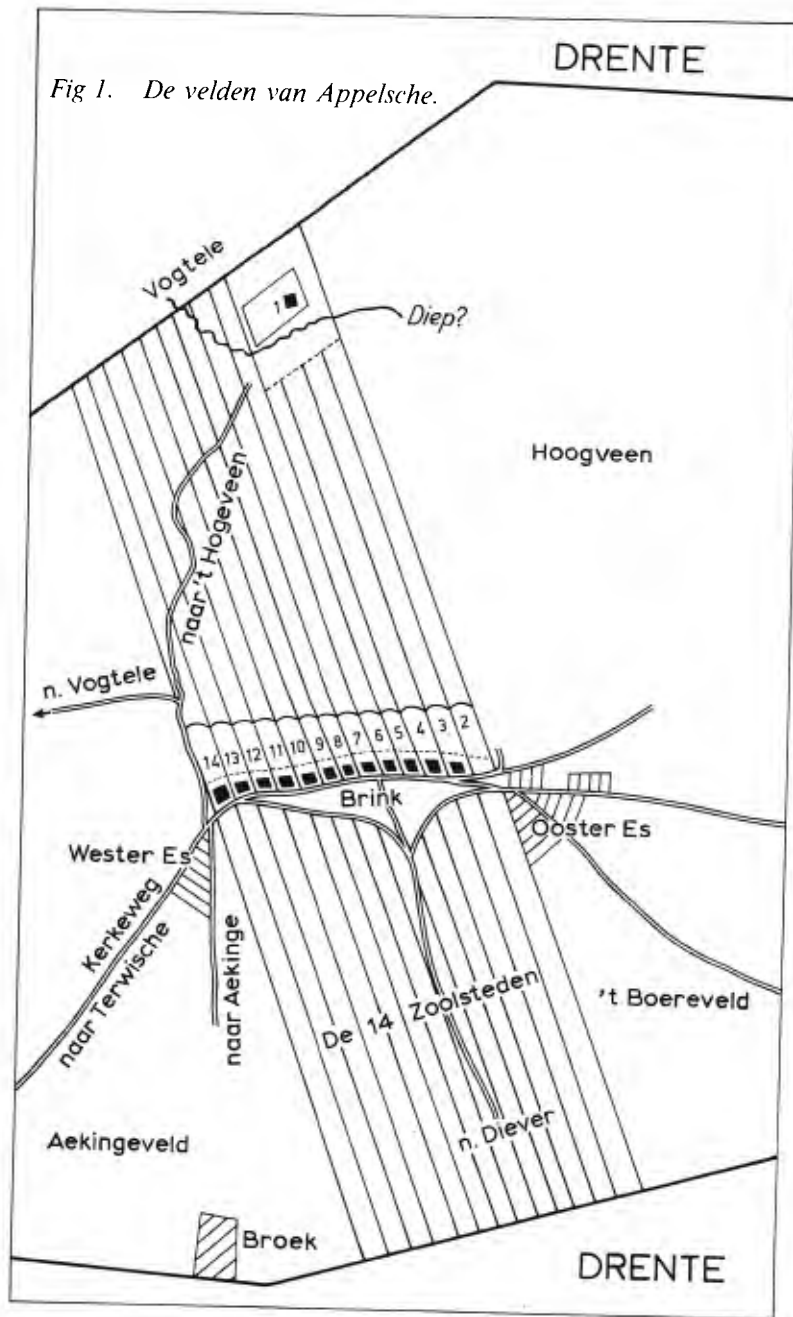 DRENTE
Fig 1. De velden van Appelsche.
Vogtele
1
Diep?
Hoogveen
naar 't Hogeveen
n. Vogtele
14 13 12 11 10 9 8 7 6 5 4 3 2
Brink
Wester Es
Ooster Es
Kerkeweg
naar Terwische
naar Aekinge
De 14 Zoolsteden
't Boereveld
n. Diever
Aekingeveld
Broek
DRENTE